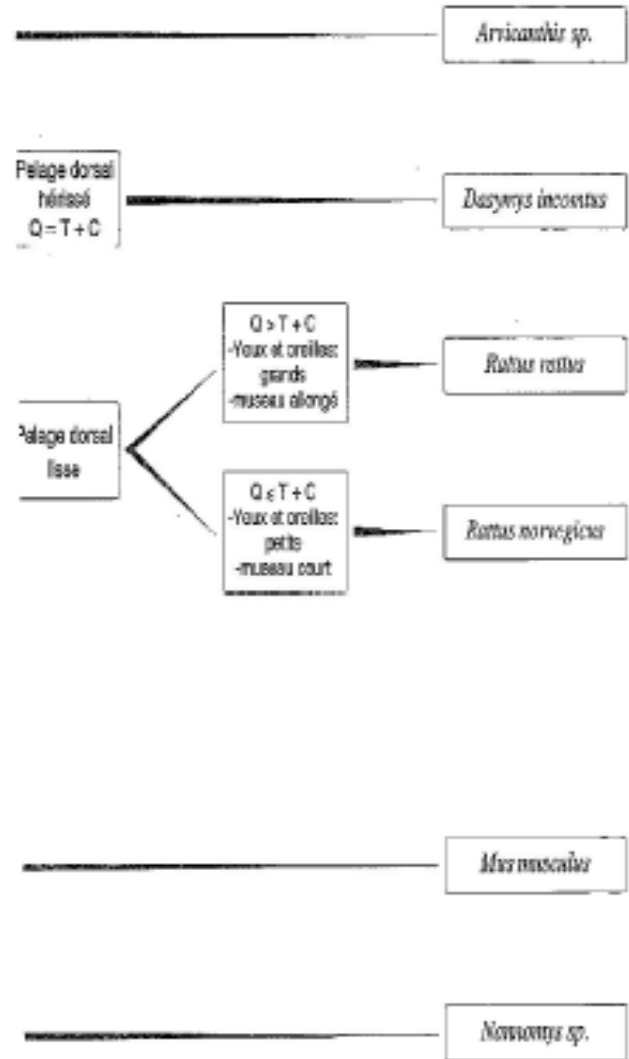 Arvicanthis sp.
Pelage dorsal
hérissé
Q = T + C
Dasymys incomtus
Q > T + C
-Yeux et oreilles:
grands
-museau allongé
Rattus rattus
Pelage dorsal
lisse
Q ≤ T + C
-Yeux et oreilles:
petits
-museau court
Rattus norvegicus
Mus musculus
Nannomys sp.